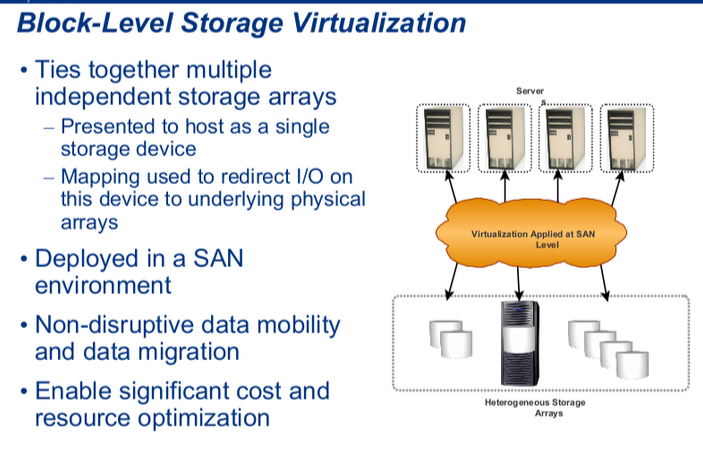 Block-Level Storage Virtualization
• Ties together multiple
independent storage arrays
– Presented to host as a single
storage device
– Mapping used to redirect I/O on
this device to underlying physical
arrays
• Deployed in a SAN
environment
• Non-disruptive data mobility
and data migration
• Enable significant cost and
resource optimization
Server
s
Virtualization Applied at SAN
Level
Heterogeneous Storage
Arrays